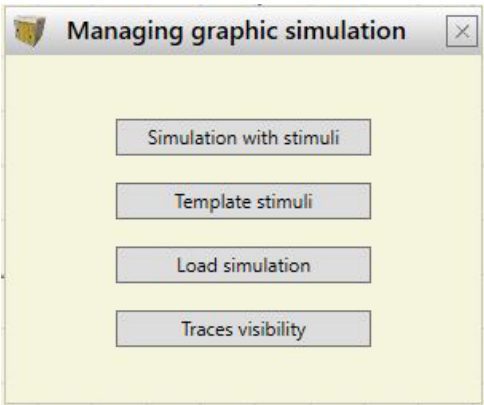 Managing graphic simulation
Simulation with stimuli
Template stimuli
Load simulation
Traces visibility